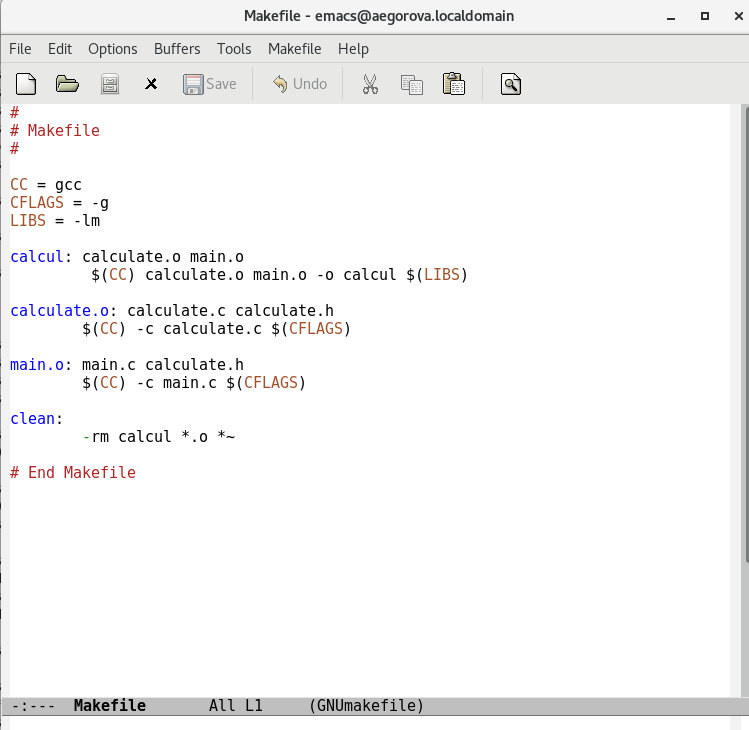 Makefile - emacs@aegorova.localdomain
File Edit Options Buffers Tools Makefile Help
Save Undo
#
# Makefile
#
CC = gcc
CFLAGS = -g
LIBS = -lm
calcul: calculate.o main.o
$(CC) calculate.o main.o -o calcul $(LIBS)
calculate.o: calculate.c calculate.h
$(CC) -c calculate.c $(CFLAGS)
main.o: main.c calculate.h
$(CC) -c main.c $(CFLAGS)
clean:
-rm calcul *.o *~
# End Makefile
-:--- Makefile All L1 (GNUmakefile)